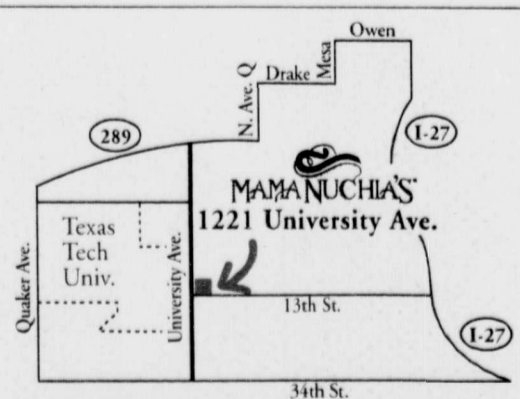 Owen
Mesa
Drake
N. Ave. Q
289
I-27
MAMA NUCHIA'S
1221 University Ave.
Texas
Tech
Univ.
Quaker Ave.
University Ave.
13th St.
I-27
34th St.